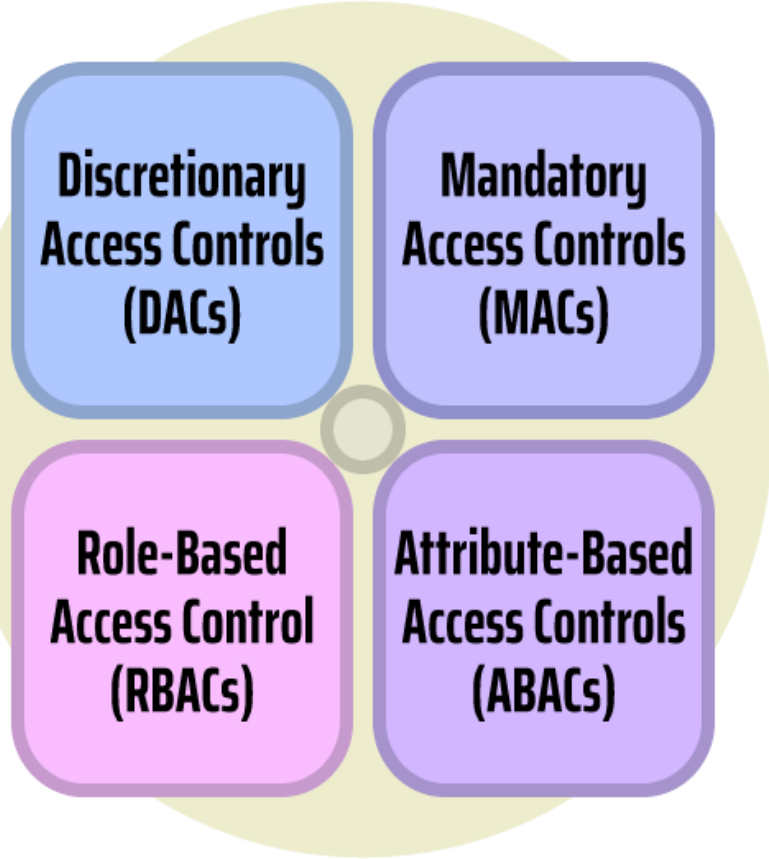 Discretionary
Access Controls
(DACs)
Mandatory
Access Controls
(MACs)
Role-Based
Access Control
(RBACs)
Attribute-Based
Access Controls
(ABACs)